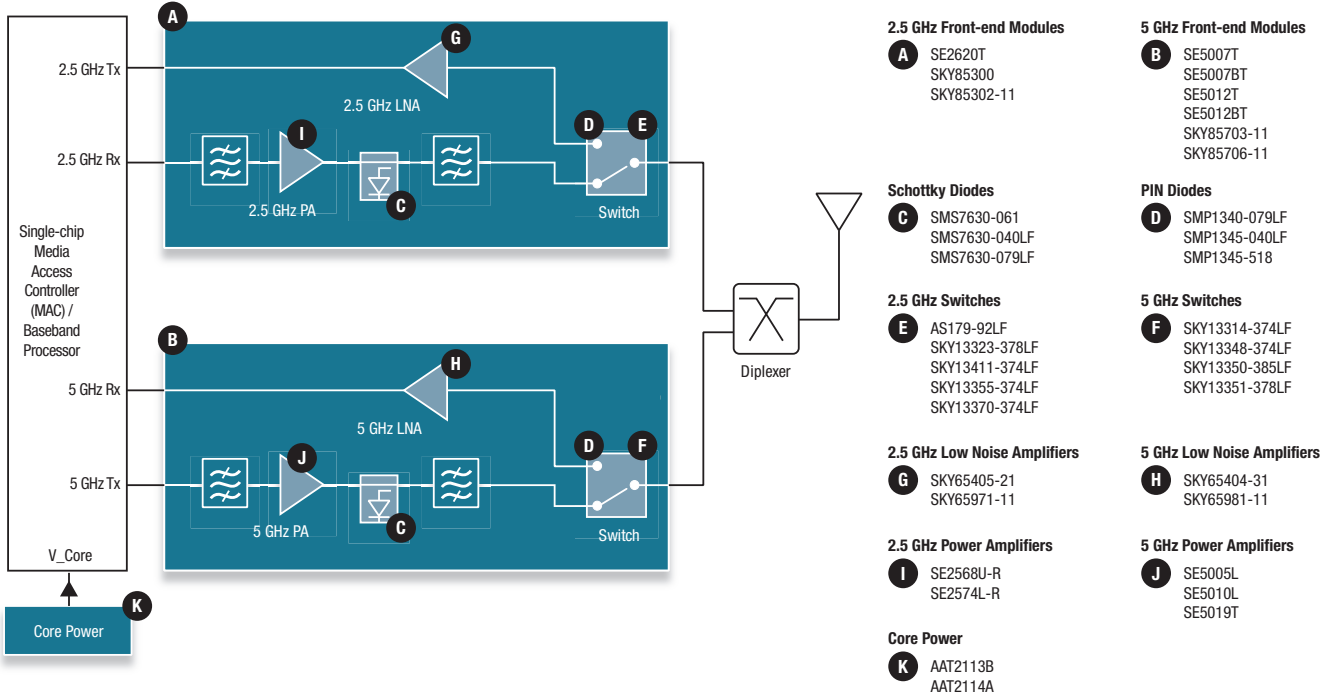 A
G
2.5 GHz Tx
2.5 GHz LNA
D
E
I
2.5 GHz Rx
C
2.5 GHz PA
Switch
Single-chip
Media
Access
Controller
(MAC) /
Baseband
Processor
Diplexer
B
H
5 GHz Rx
5 GHz LNA
D
F
J
5 GHz Tx
C
5 GHz PA
Switch
V_Core
K
Core Power
2.5 GHz Front-end Modules
A
SE2620T
SKY85300
SKY85302-11
5 GHz Front-end Modules
B
SE5007T
SE5007BT
SE5012T
SE5012BT
SKY85703-11
SKY85706-11
Schottky Diodes
C
SMS7630-061
SMS7630-040LF
SMS7630-079LF
PIN Diodes
D
SMP1340-079LF
SMP1345-040LF
SMP1345-518
2.5 GHz Switches
E
AS179-92LF
SKY13323-378LF
SKY13411-374LF
SKY13355-374LF
SKY13370-374LF
5 GHz Switches
F
SKY13314-374LF
SKY13348-374LF
SKY13350-385LF
SKY13351-378LF
2.5 GHz Low Noise Amplifiers
G
SKY65405-21
SKY65971-11
5 GHz Low Noise Amplifiers
H
SKY65404-31
SKY65981-11
2.5 GHz Power Amplifiers
I
SE2568U-R
SE2574L-R
5 GHz Power Amplifiers
J
SE5005L
SE5010L
SE5019T
Core Power
K
AAT2113B
AAT2114A